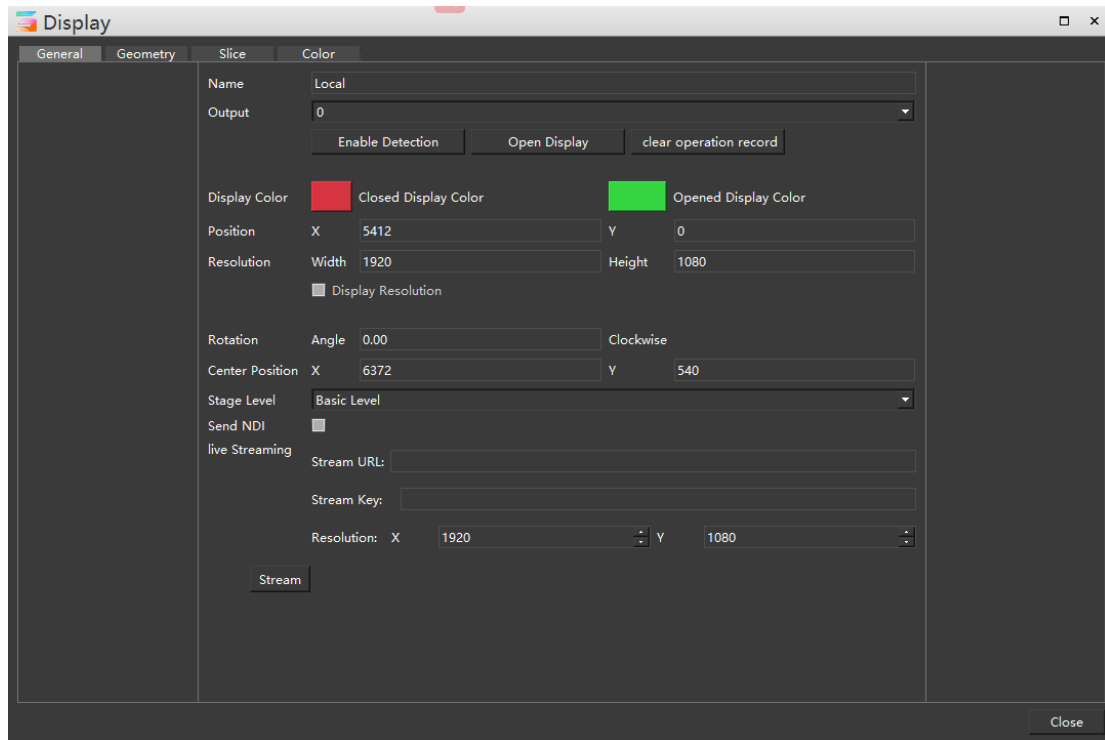 Display
General Geometry Slice Color
Name Local
Output 0
Enable Detection Open Display clear operation record
Display Color Closed Display Color Opened Display Color
Position X 5412 Y 0
Resolution Width 1920 Height 1080
Display Resolution
Rotation Angle 0.00 Clockwise
Center Position X 6372 Y 540
Stage Level Basic Level
Send NDI
live Streaming
Stream URL:
Stream Key:
Resolution: X 1920 Y 1080
Stream
Close